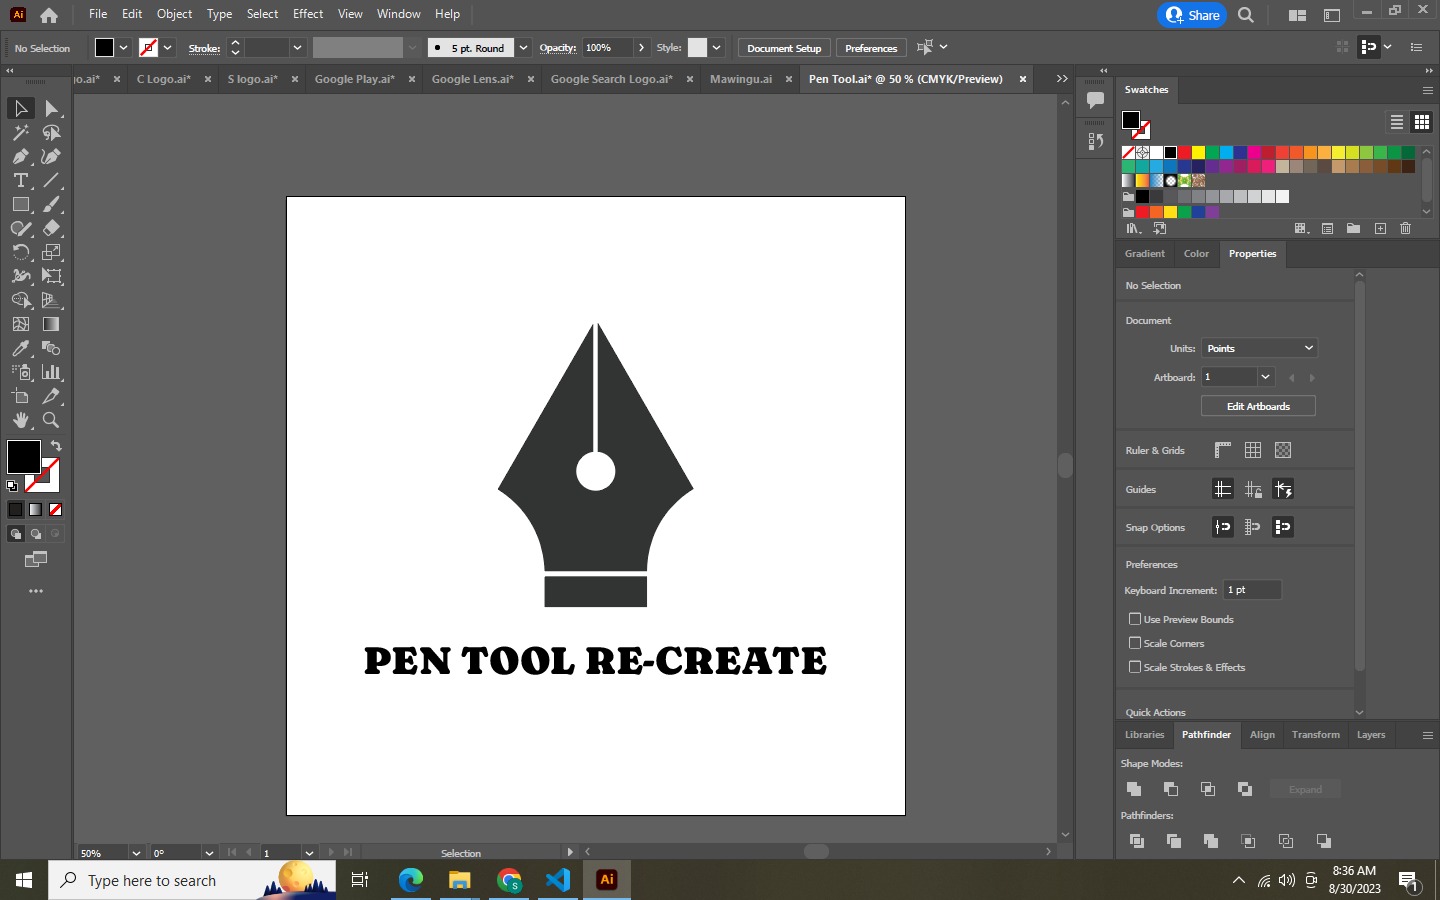 Ai File Edit Object Type Select Effect View Window Help Share
No Selection Stroke: 5 pt. Round Opacity: 100% Style: Document Setup Preferences
go.ai* C Logo.ai* S logo.ai* Google Play.ai* Google Lens.ai* Google Search Logo.ai* Mawingu.ai Pen Tool.ai* @ 50 % (CMYK/Preview)
Swatches
Gradient Color Properties
No Selection
Document
Units: Points
Artboard: 1
Edit Artboards
Ruler & Grids
Guides
Snap Options
Preferences
Keyboard Increment: 1 pt
Use Preview Bounds
Scale Corners
Scale Strokes & Effects
Quick Actions
Libraries Pathfinder Align Transform Layers
Shape Modes:
Expand
Pathfinders:
PEN TOOL RE-CREATE
50% 0° 1 Selection
Type here to search
Ai
8:36 AM
8/30/2023
1